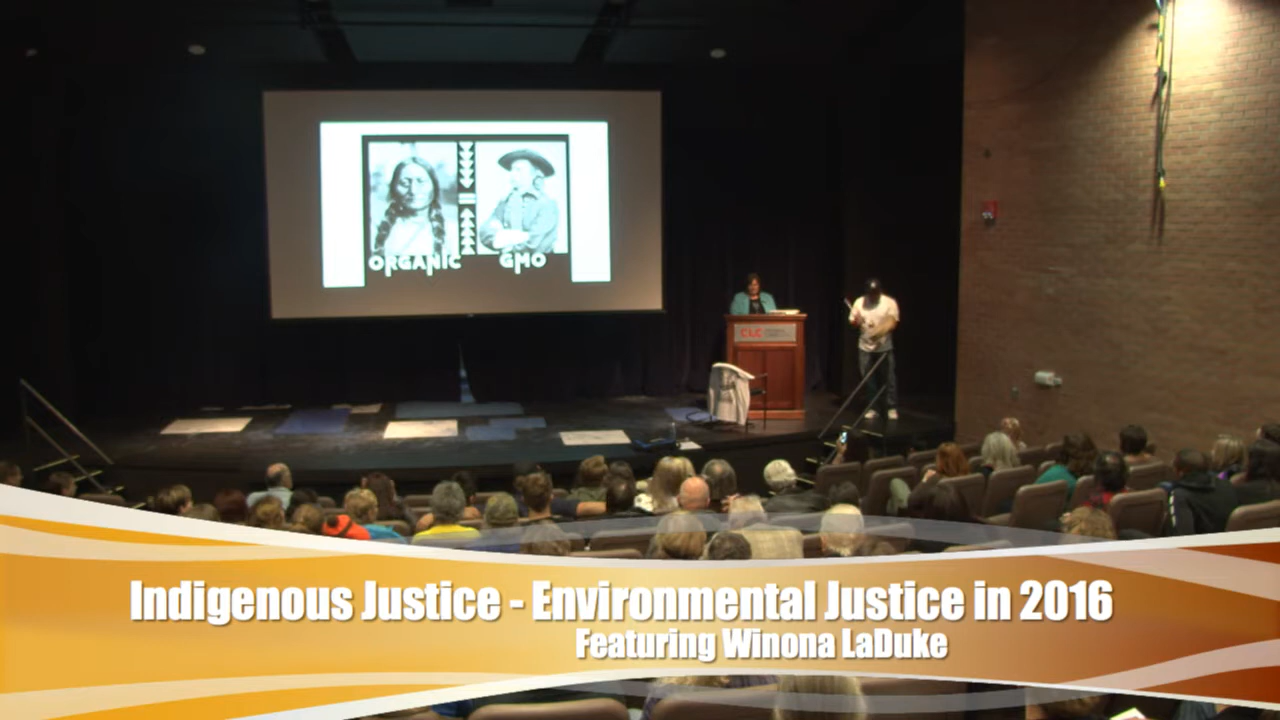 ORGANIC GMO
CLC
Indigenous Justice - Environmental Justice in 2016
Featuring Winona LaDuke